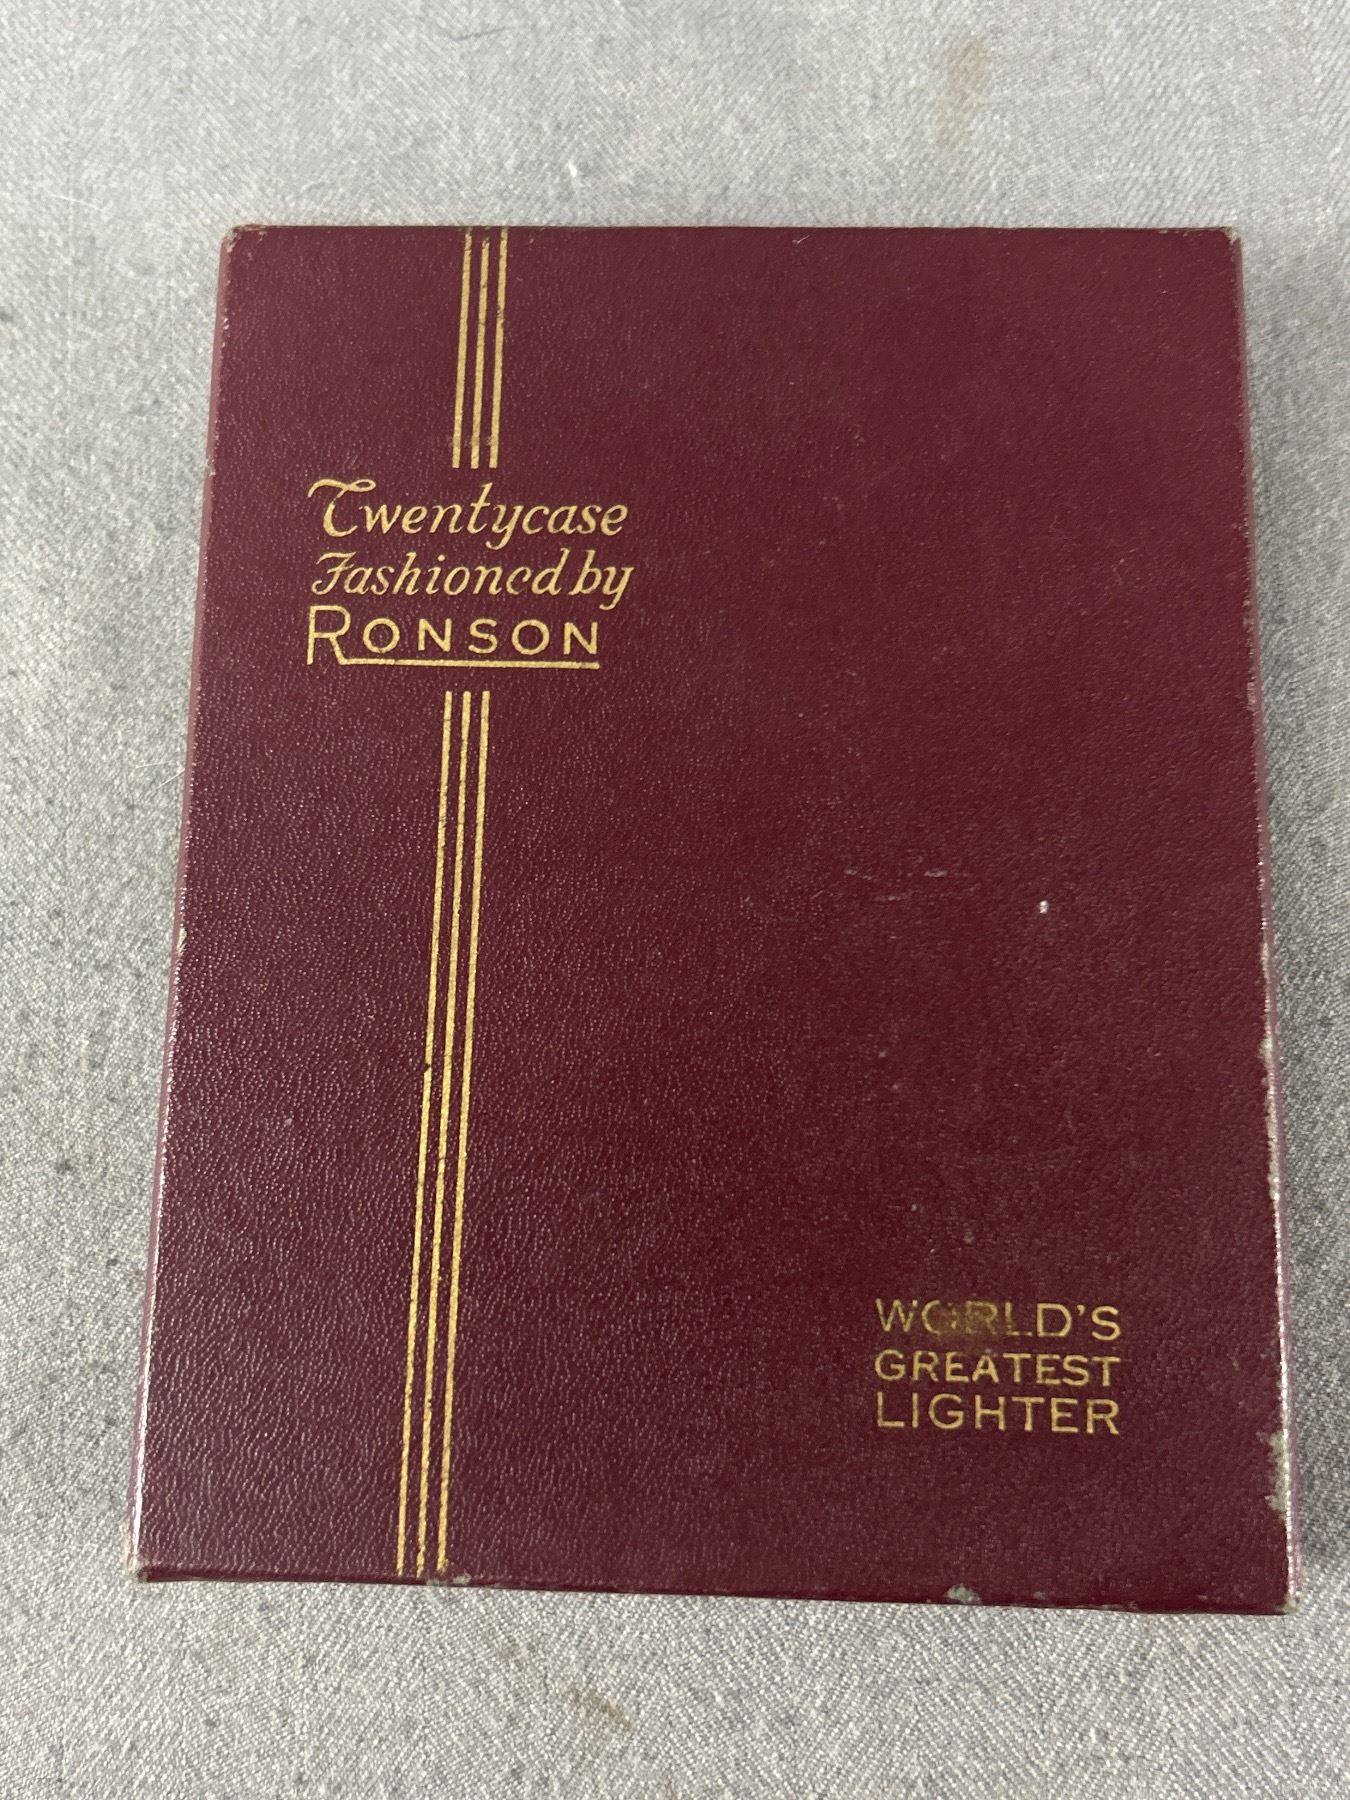 Twentycase
Fashioned by
RONSON
WORLD'S
GREATEST
LIGHTER